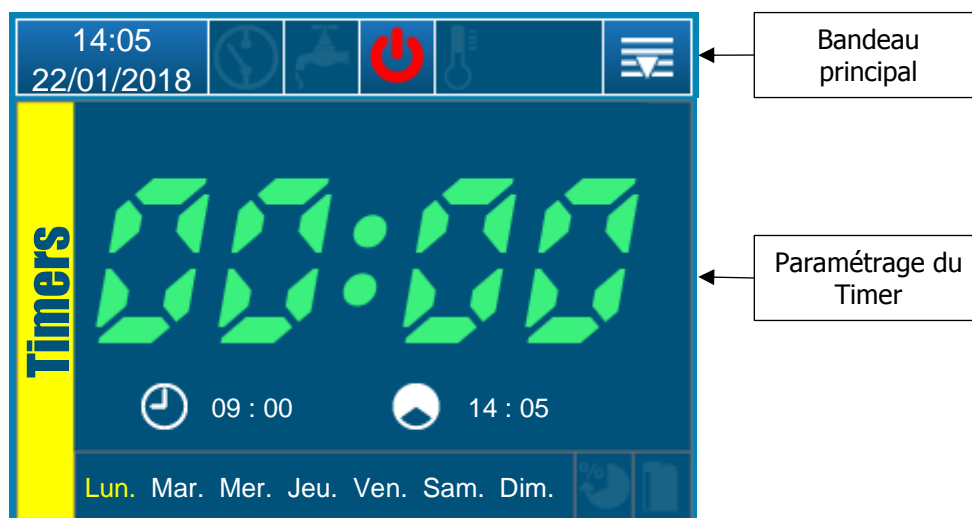 14:05
22/01/2018
Bandeau
principal
Timers
00:00
Paramétrage du
Timer
09 : 00
14 : 05
Lun. Mar. Mer. Jeu. Ven. Sam. Dim.
%